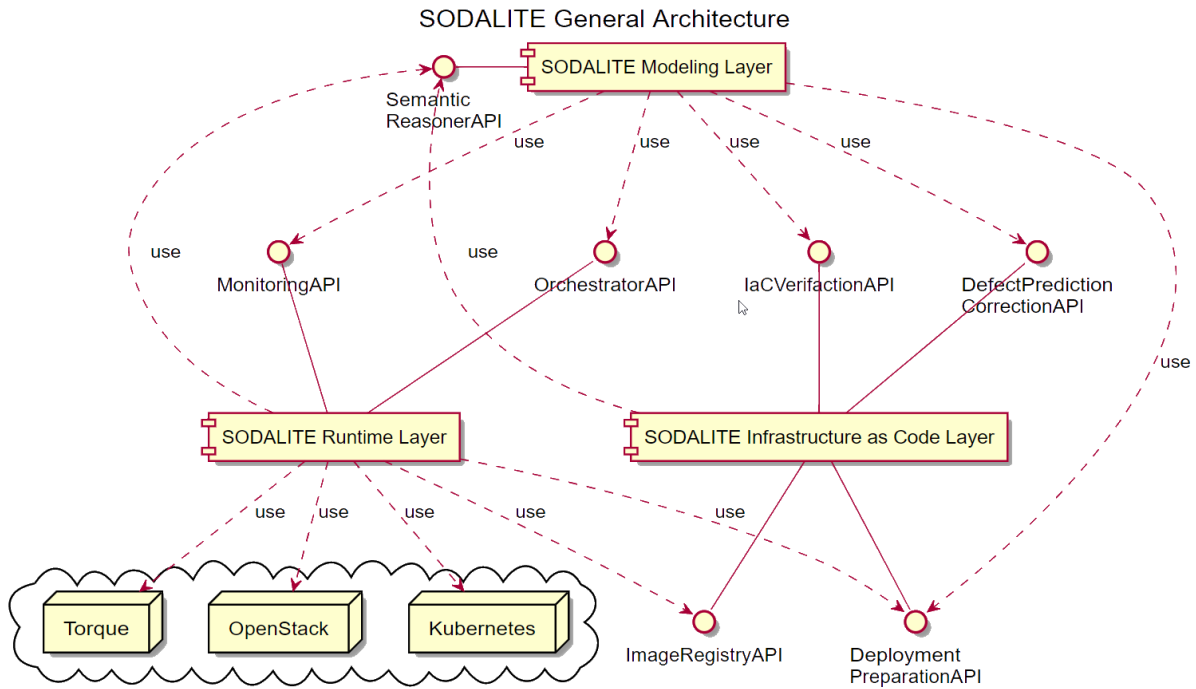 SODALITE General Architecture
SODALITE Modeling Layer
Semantic
ReasonerAPI
use
use
use
use
use
use
MonitoringAPI
OrchestratorAPI
IaCVerifactionAPI
DefectPrediction
CorrectionAPI
use
SODALITE Runtime Layer
SODALITE Infrastructure as Code Layer
use
use
use
use
use
Torque
OpenStack
Kubernetes
ImageRegistryAPI
Deployment
PreparationAPI